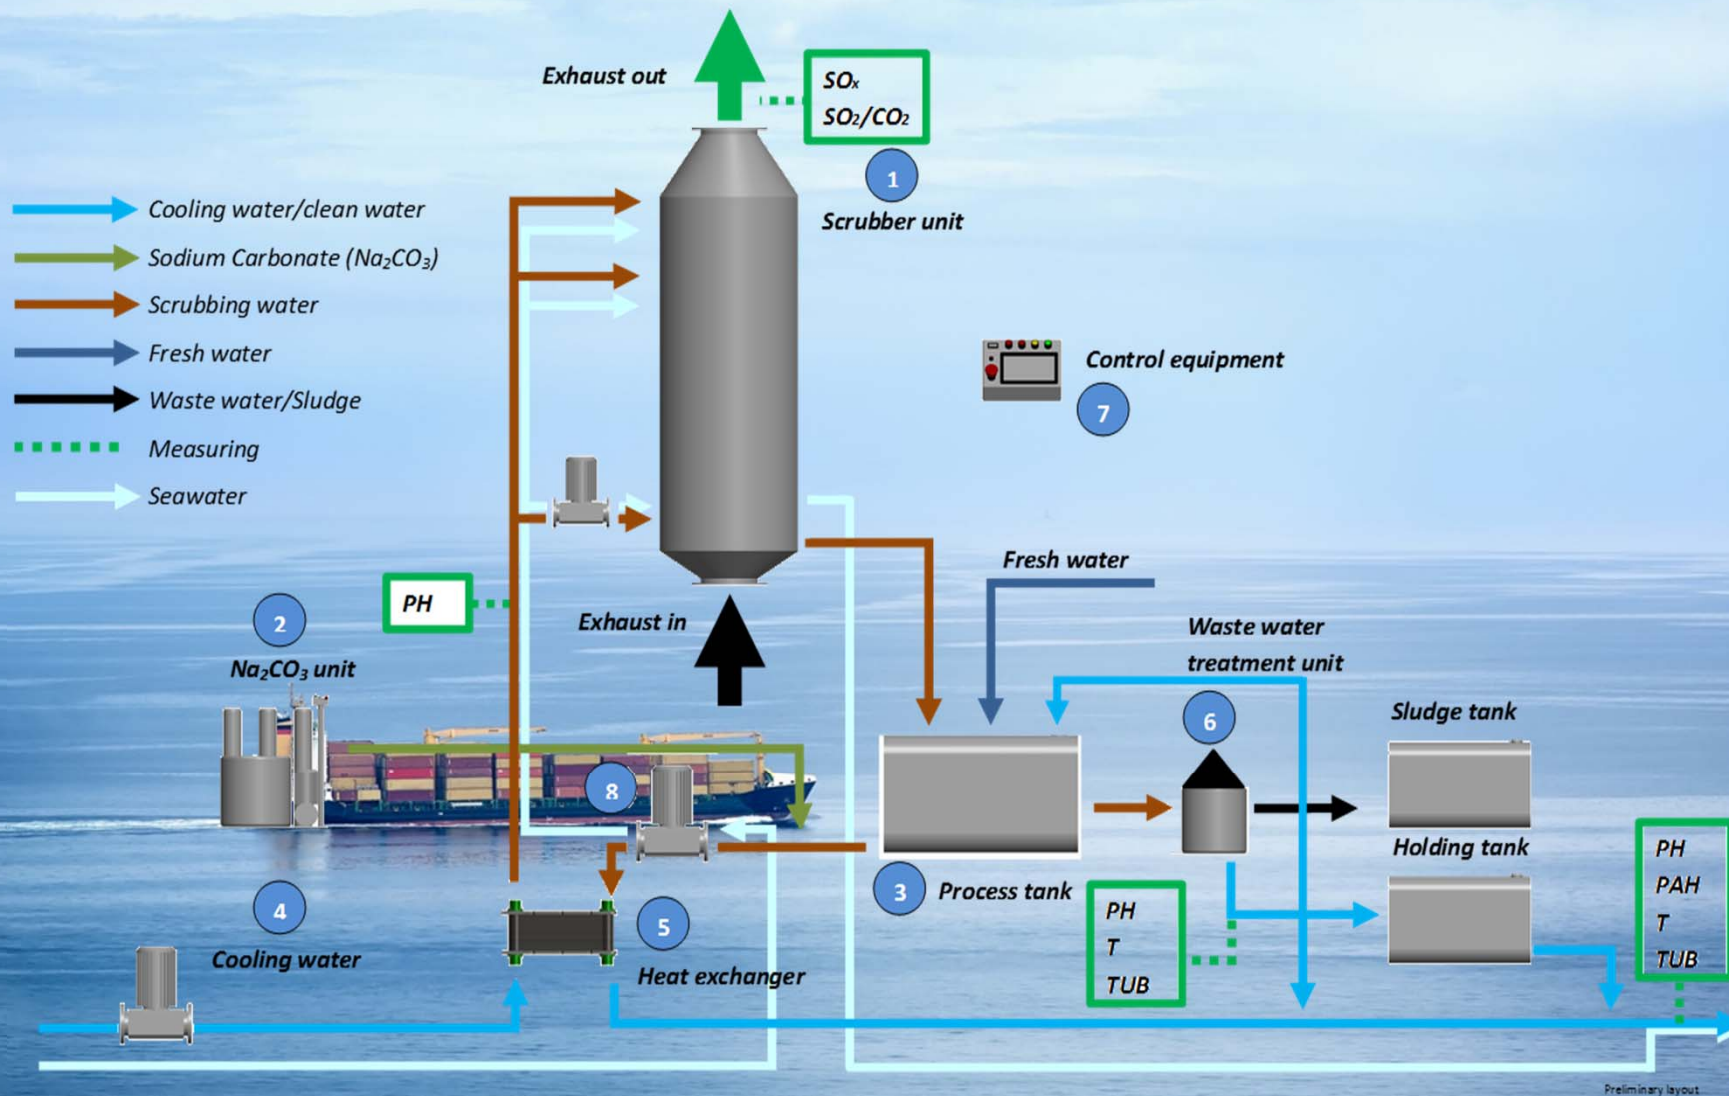 Exhaust out
SOₓ
SO₂/CO₂
1
Scrubber unit
Cooling water/clean water
Sodium Carbonate (Na₂CO₃)
Scrubbing water
Fresh water
Waste water/Sludge
Measuring
Seawater
Control equipment
7
PH
Exhaust in
Fresh water
2
Na₂CO₃ unit
Waste water
treatment unit
6
Sludge tank
8
Holding tank
3
Process tank
4
Cooling water
5
Heat exchanger
PH
T
TUB
PH
PAH
T
TUB
Preliminary layout